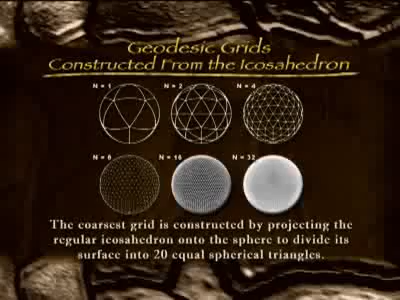 Geodesic Grids
Constructed From the Icosahedron
N = 1 N = 2 N = 4
N = 8 N = 16 N = 32
The coarsest grid is constructed by projecting the
regular icosahedron onto the sphere to divide its
surface into 20 equal spherical triangles.